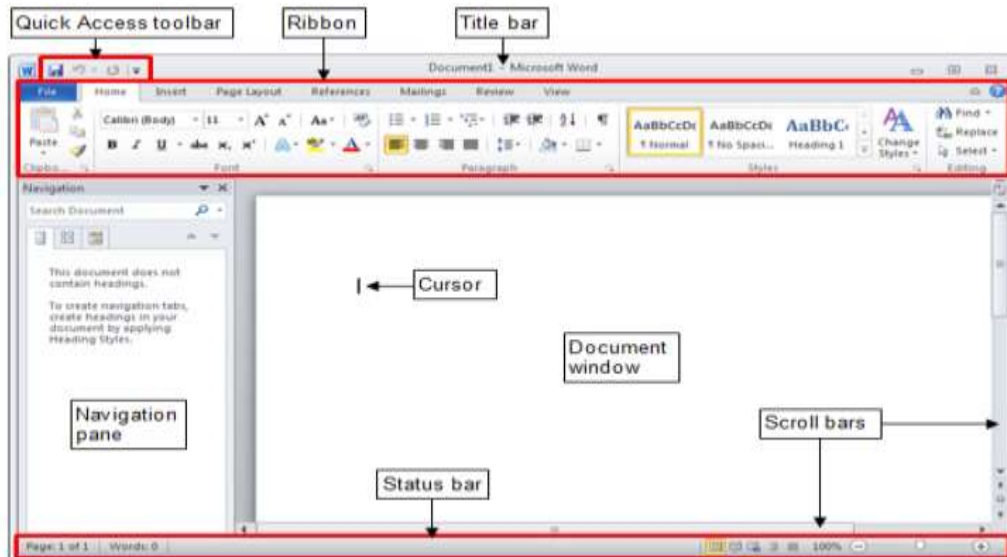 Quick Access toolbar
Ribbon
Title bar
Document1 - Microsoft Word
File Home Insert Page Layout References Mailings Review View
Paste
Calibri (Body) 11 A A Aa
B I U abc x, x' A
Clipbo... Font Paragraph Styles Editing
AaBbCcDc AaBbCcDc AaBbC
¶ Normal ¶ No Spaci... Heading 1
Change
Styles
Find
Replace
Select
Navigation
Search Document
This document does not
contain headings.
To create navigation tabs,
create headings in your
document by applying
Heading Styles.
Cursor
Document
window
Navigation
pane
Scroll bars
Status bar
Page: 1 of 1 Words: 0 100%